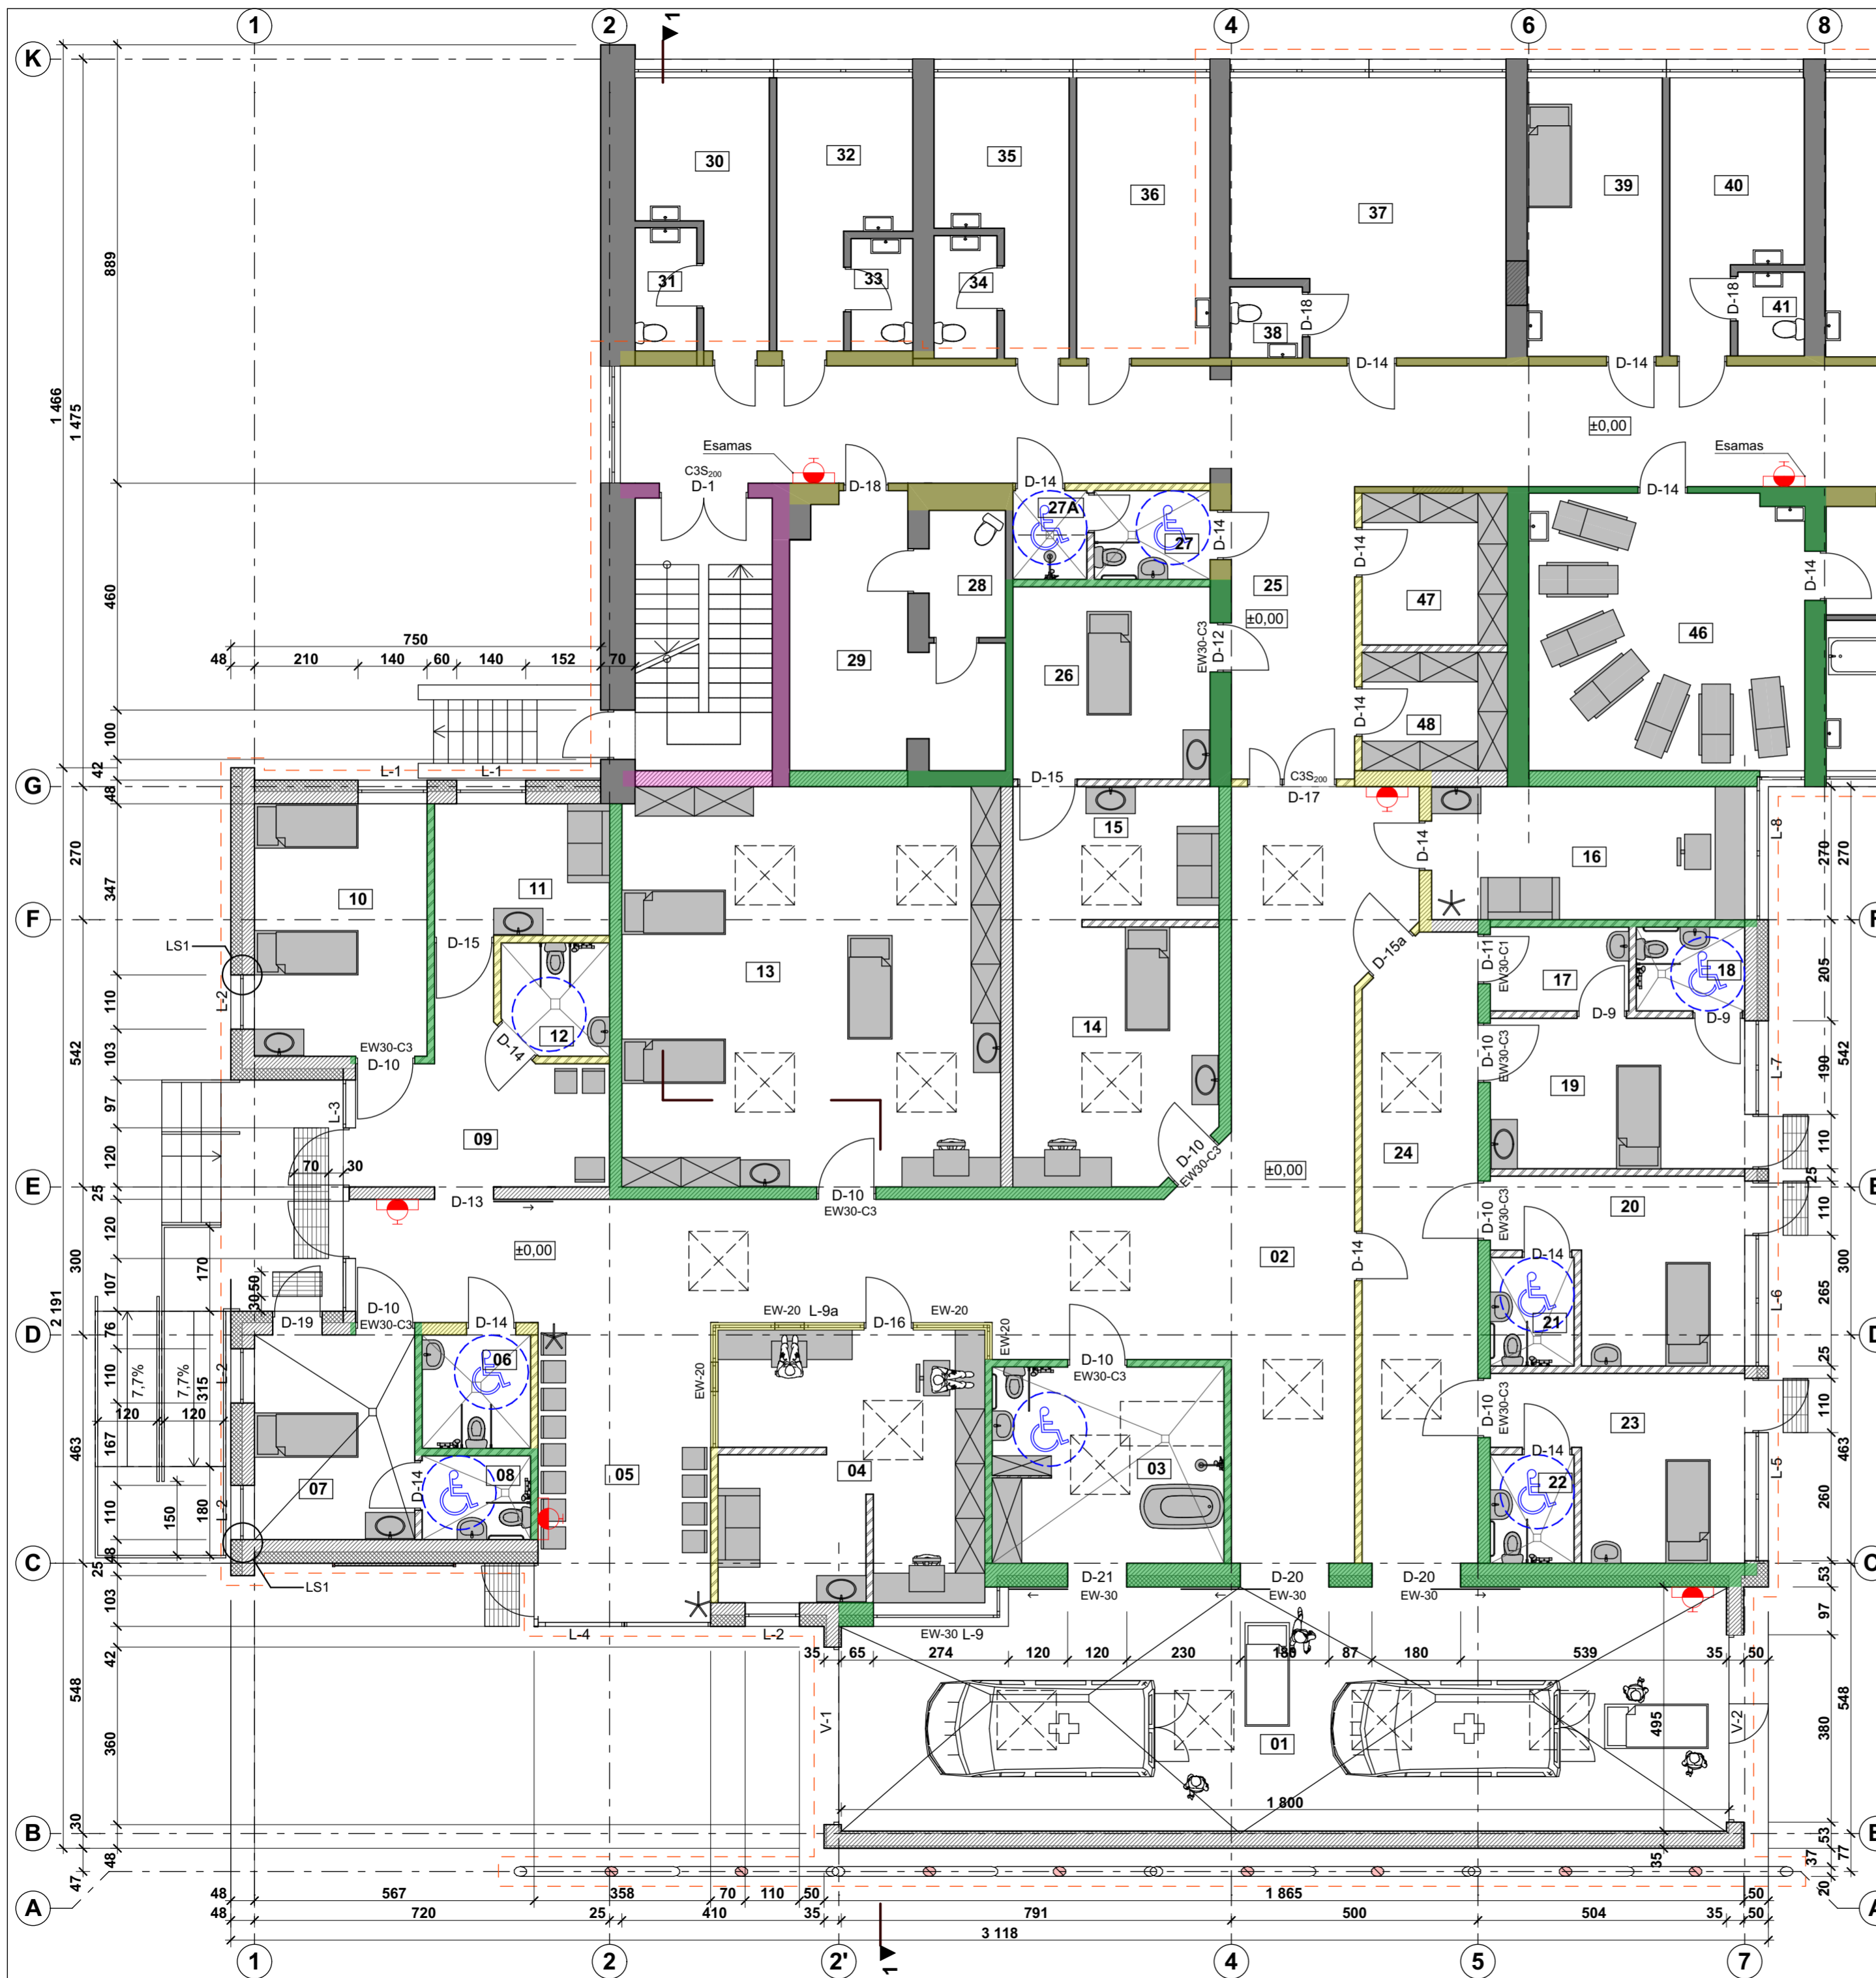 1 2 4 6 8
K
1
30 32 35 36 37 39 40
31 33 34 38 D-18 D-18 41
D-14 D-14
±0,00
Esamas Esamas
C3S200
D-1
D-18 D-14 D-14
27A 27 D-14 D-14 D-14
28 25 47 46
±0,00
29 26 EW30-C3 D-12 D-14 48
889
1 466
1 475
460
750
48 210 140 60 140 152 70
100
42
48
L-1 L-1
G
D-15 C3S200
D-17
10 11 13 15 D-14 16 L-8
270 347 270 270
F F
LS1 D-15 D-15a D-11 EW30-C1 17 18
L-2 12 D-14 14 D-9 D-9
205
110
542
103
EW30-C3
D-10
D-10 EW30-C3 19 L-7
190 542
97 L-3
09 24
120 70 30
D-10 EW30-C3
110
±0,00
E E
25 D-13 D-10
EW30-C3
25
±0,00 02 D-14 D-10 EW30-C3 20
120 110
300 170 300
2 191
107 30 50
D-14 21 L-6 265
D-19 D-10
EW30-C3
D-14 EW-20 L-9a D-16 EW-20
EW-20
D D
76 06 D-10
EW30-C3
25
110 7,7% 7,7% 315 L-2 EW-20
120 120
D-10 EW30-C3 23 110
463 167 463
07 D-14 08 05 04 03 D-14 22 L-5 260
110 150 180 L-2
48
C C
25 LS1 D-21 D-20 D-20
EW-30 EW-30 EW-30
53
103 L-4 L-2 EW-30 L-9 97
42 35 65 274 120 120 230 180 87 180 539 35 50
548 360 V-1 01 495 V-2 380 548
1 800
30
B
53
48 35 77
47 37
A 20 A
48 567 358 70 110 50 1 865 50
48 720 25 410 35 791 500 504 35 50
3 118
1 2 2' 1 4 5 7